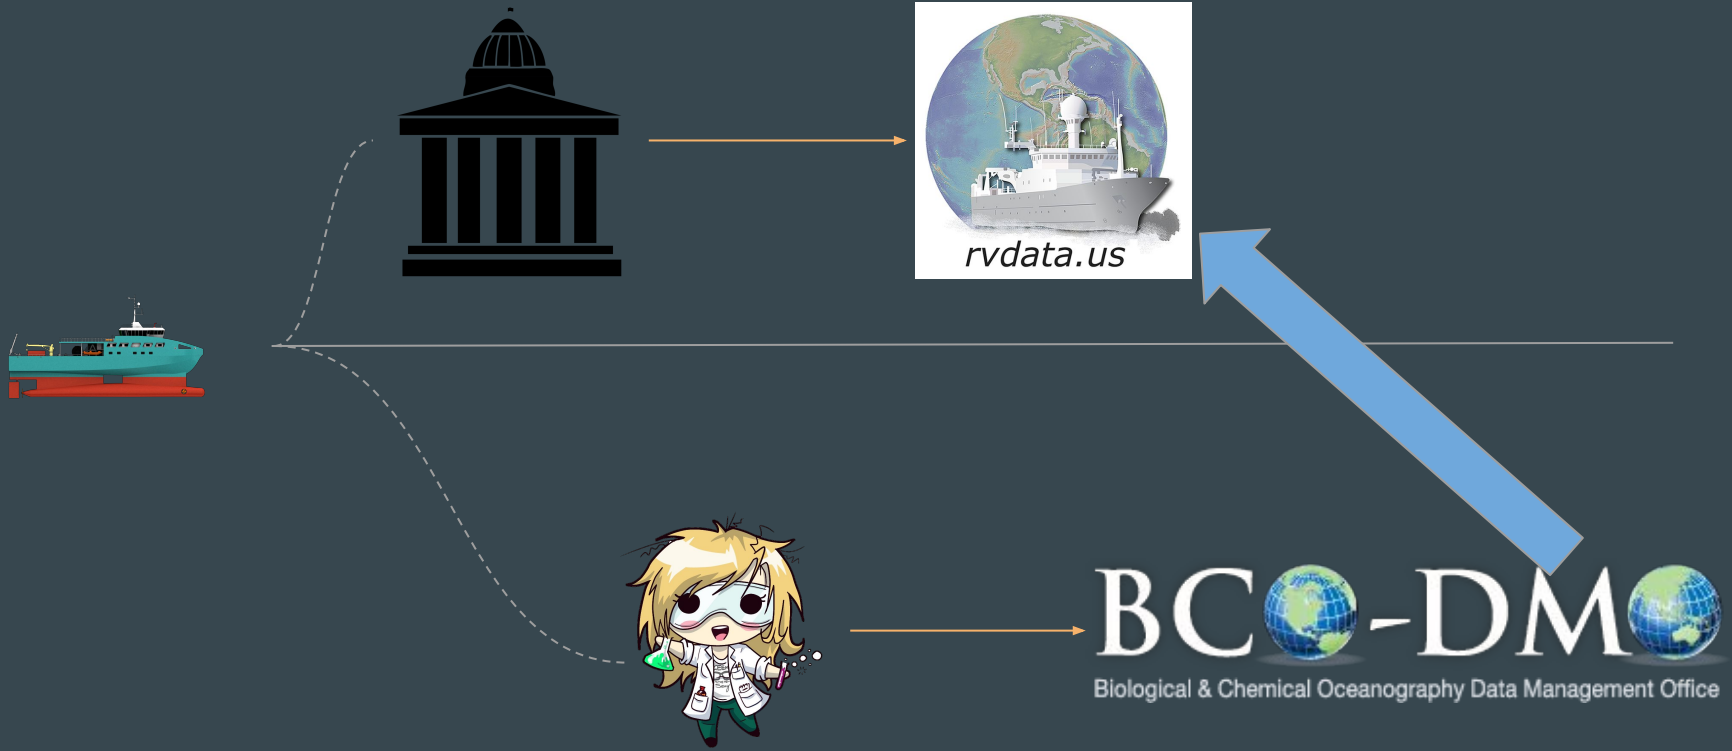 rvdata.us
BCO-DMO
Biological & Chemical Oceanography Data Management Office